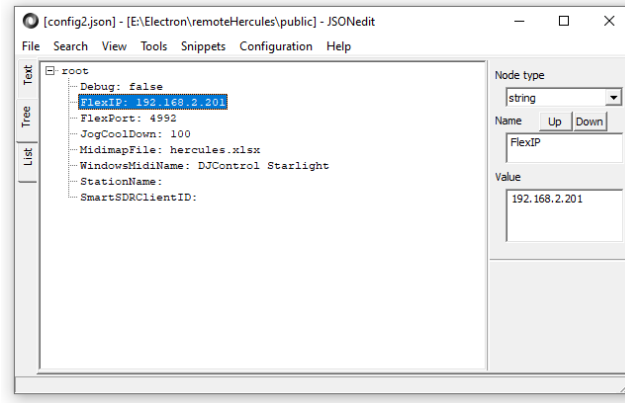 [config2.json] - [E:\Electron\remoteHercules\public] - JSONedit
File Search View Tools Snippets Configuration Help
Text
Tree
List
root
Debug: false
FlexIP: 192.168.2.201
FlexPort: 4992
JogCoolDown: 100
MidimapFile: hercules.xlsx
WindowsMidiName: DJControl Starlight
StationName:
SmartSDRClientID:
Node type
string
Name Up Down
FlexIP
Value
192.168.2.201